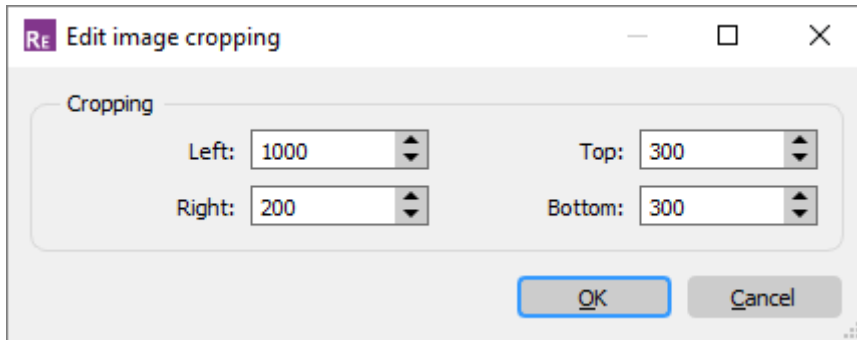 RE Edit image cropping
Cropping
Left: 1000 Top: 300
Right: 200 Bottom: 300
OK Cancel